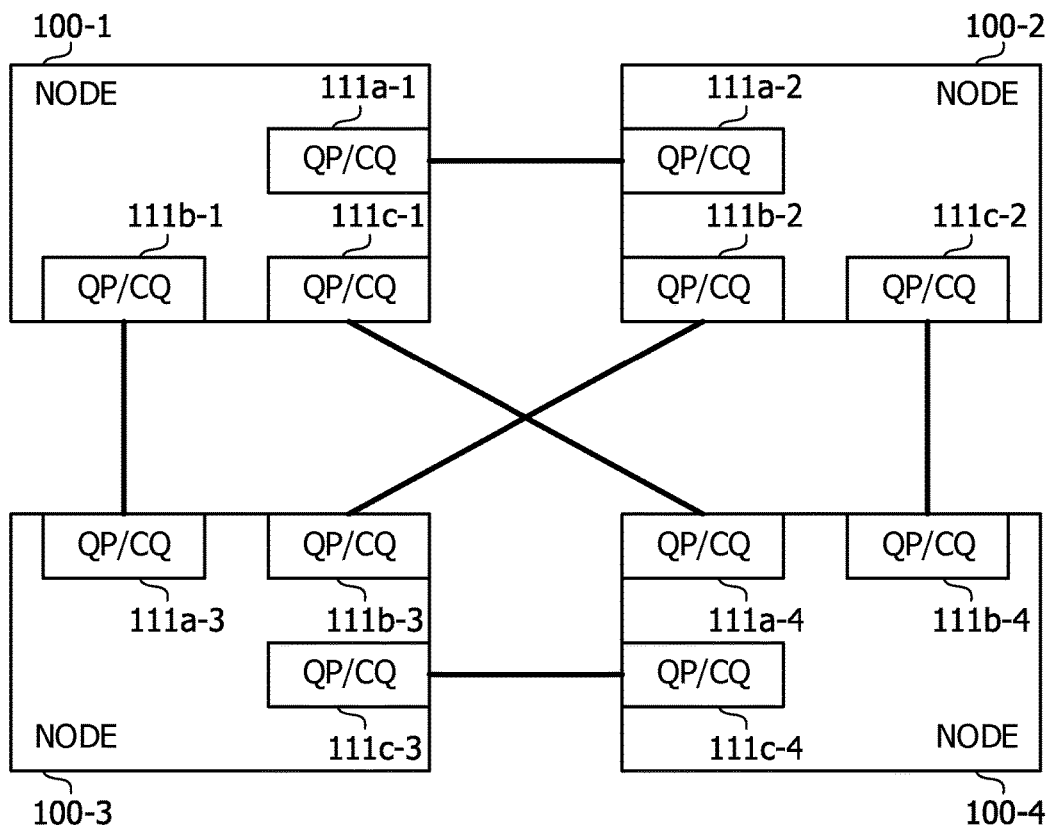 100-1 100-2
NODE 111a-1 111a-2 NODE
QP/CQ QP/CQ
111b-1 111c-1 111b-2 111c-2
QP/CQ QP/CQ QP/CQ QP/CQ
QP/CQ QP/CQ QP/CQ QP/CQ
111a-3 111b-3 111a-4 111b-4
QP/CQ QP/CQ
NODE 111c-3 111c-4 NODE
100-3 100-4